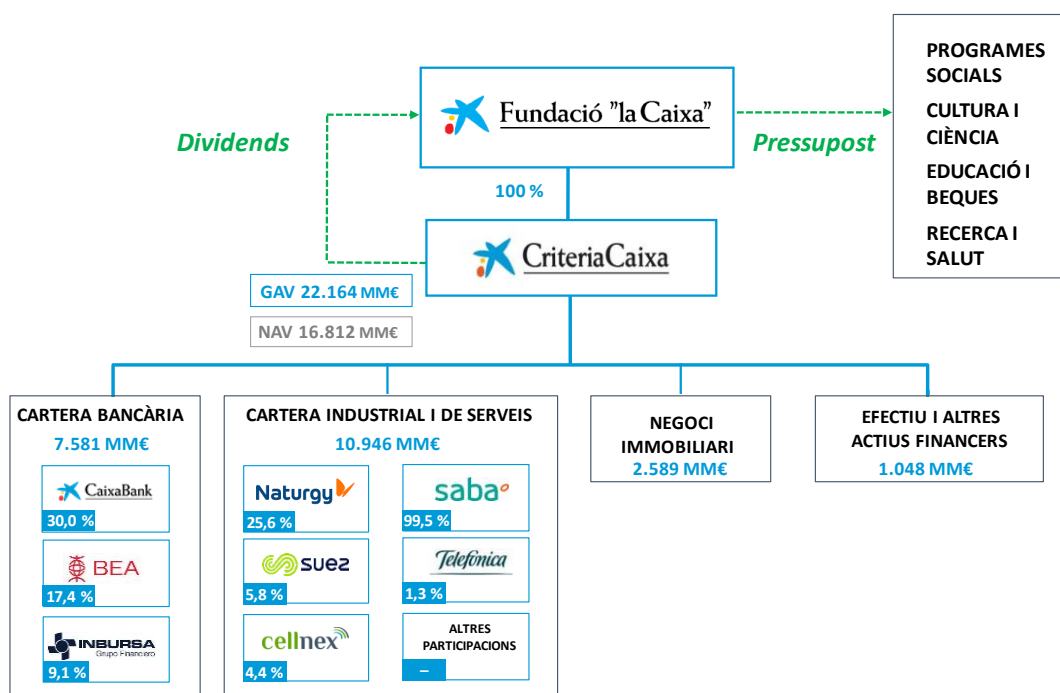 PROGRAMES
SOCIALS
CULTURA I
CIÈNCIA
EDUCACIÓ I
BEQUES
RECERCA I
SALUT
Fundació "la Caixa"
Dividends
Pressupost
100 %
CriteriaCaixa
GAV 22.164 MM€
NAV 16.812 MM€
CARTERA BANCÀRIA
7.581 MM€
CaixaBank
30,0 %
BEA
17,4 %
INBURSA
Grupo Financiero
9,1 %
CARTERA INDUSTRIAL I DE SERVEIS
10.946 MM€
Naturgy
25,6 %
saba
99,5 %
suez
5,8 %
Telefónica
1,3 %
cellnex
4,4 %
ALTRES
PARTICIPACIONS
–
NEGOCI
IMMOBILIARI
2.589 MM€
EFECTIU I ALTRES
ACTIUS FINANCERS
1.048 MM€